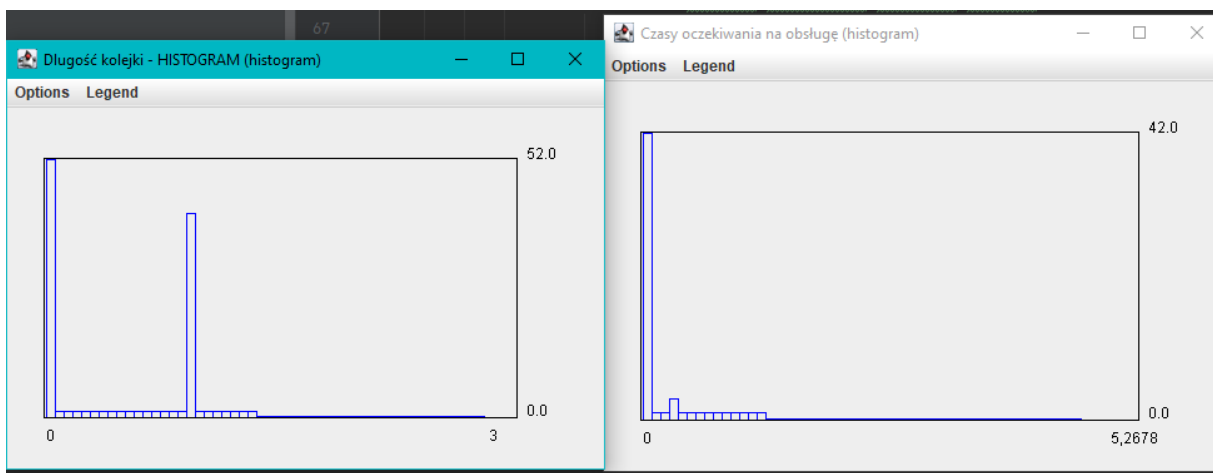 67
Dlugość kolejki - HISTOGRAM (histogram)
Options Legend
52.0
0.0
0 3
Czasy oczekiwania na obsługę (histogram)
Options Legend
42.0
0.0
0 5,2678